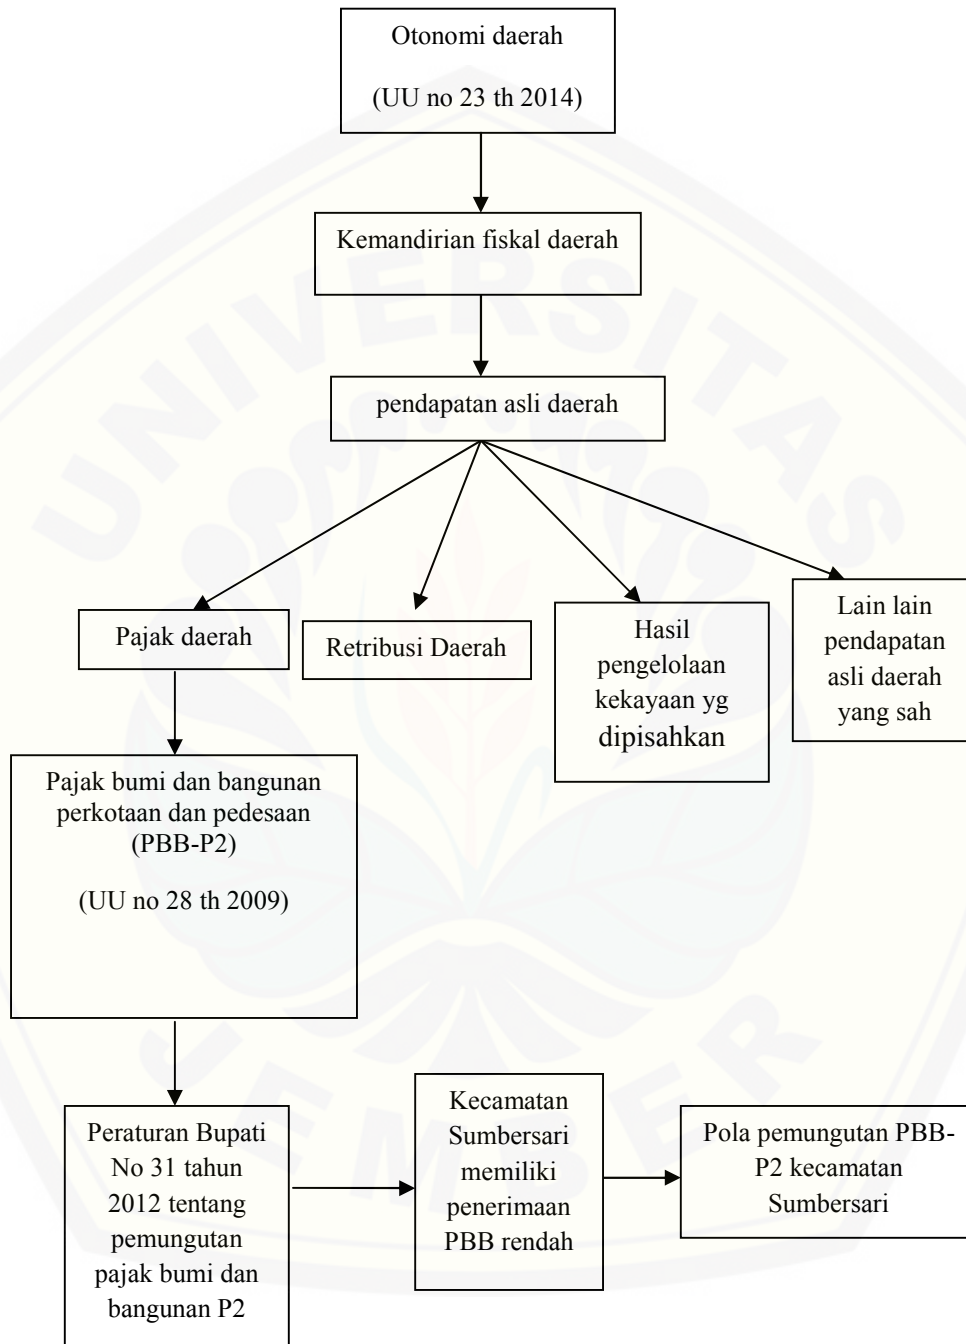 Otonomi daerah
(UU no 23 th 2014)
Kemandirian fiskal daerah
pendapatan asli daerah
Pajak daerah
Retribusi Daerah
Hasil
pengelolaan
kekayaan yg
dipisahkan
Lain lain
pendapatan
asli daerah
yang sah
Pajak bumi dan bangunan
perkotaan dan pedesaan
(PBB-P2)
(UU no 28 th 2009)
Peraturan Bupati
No 31 tahun
2012 tentang
pemungutan
pajak bumi dan
bangunan P2
Kecamatan
Sumbersari
memiliki
penerimaan
PBB rendah
Pola pemungutan PBB-
P2 kecamatan
Sumbersari
UNIVERSITAS
JEMBER